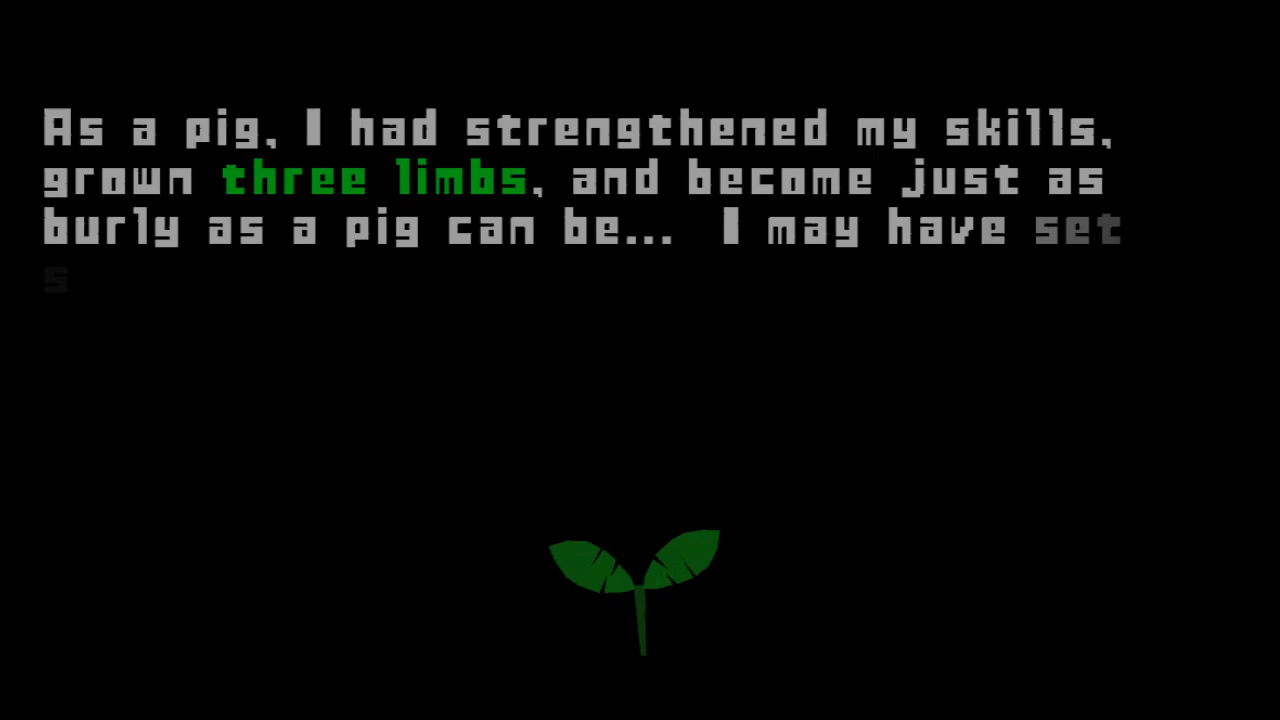 As a pig, I had strengthened my skills,
grown three limbs, and become just as
burly as a pig can be... I may have set
s